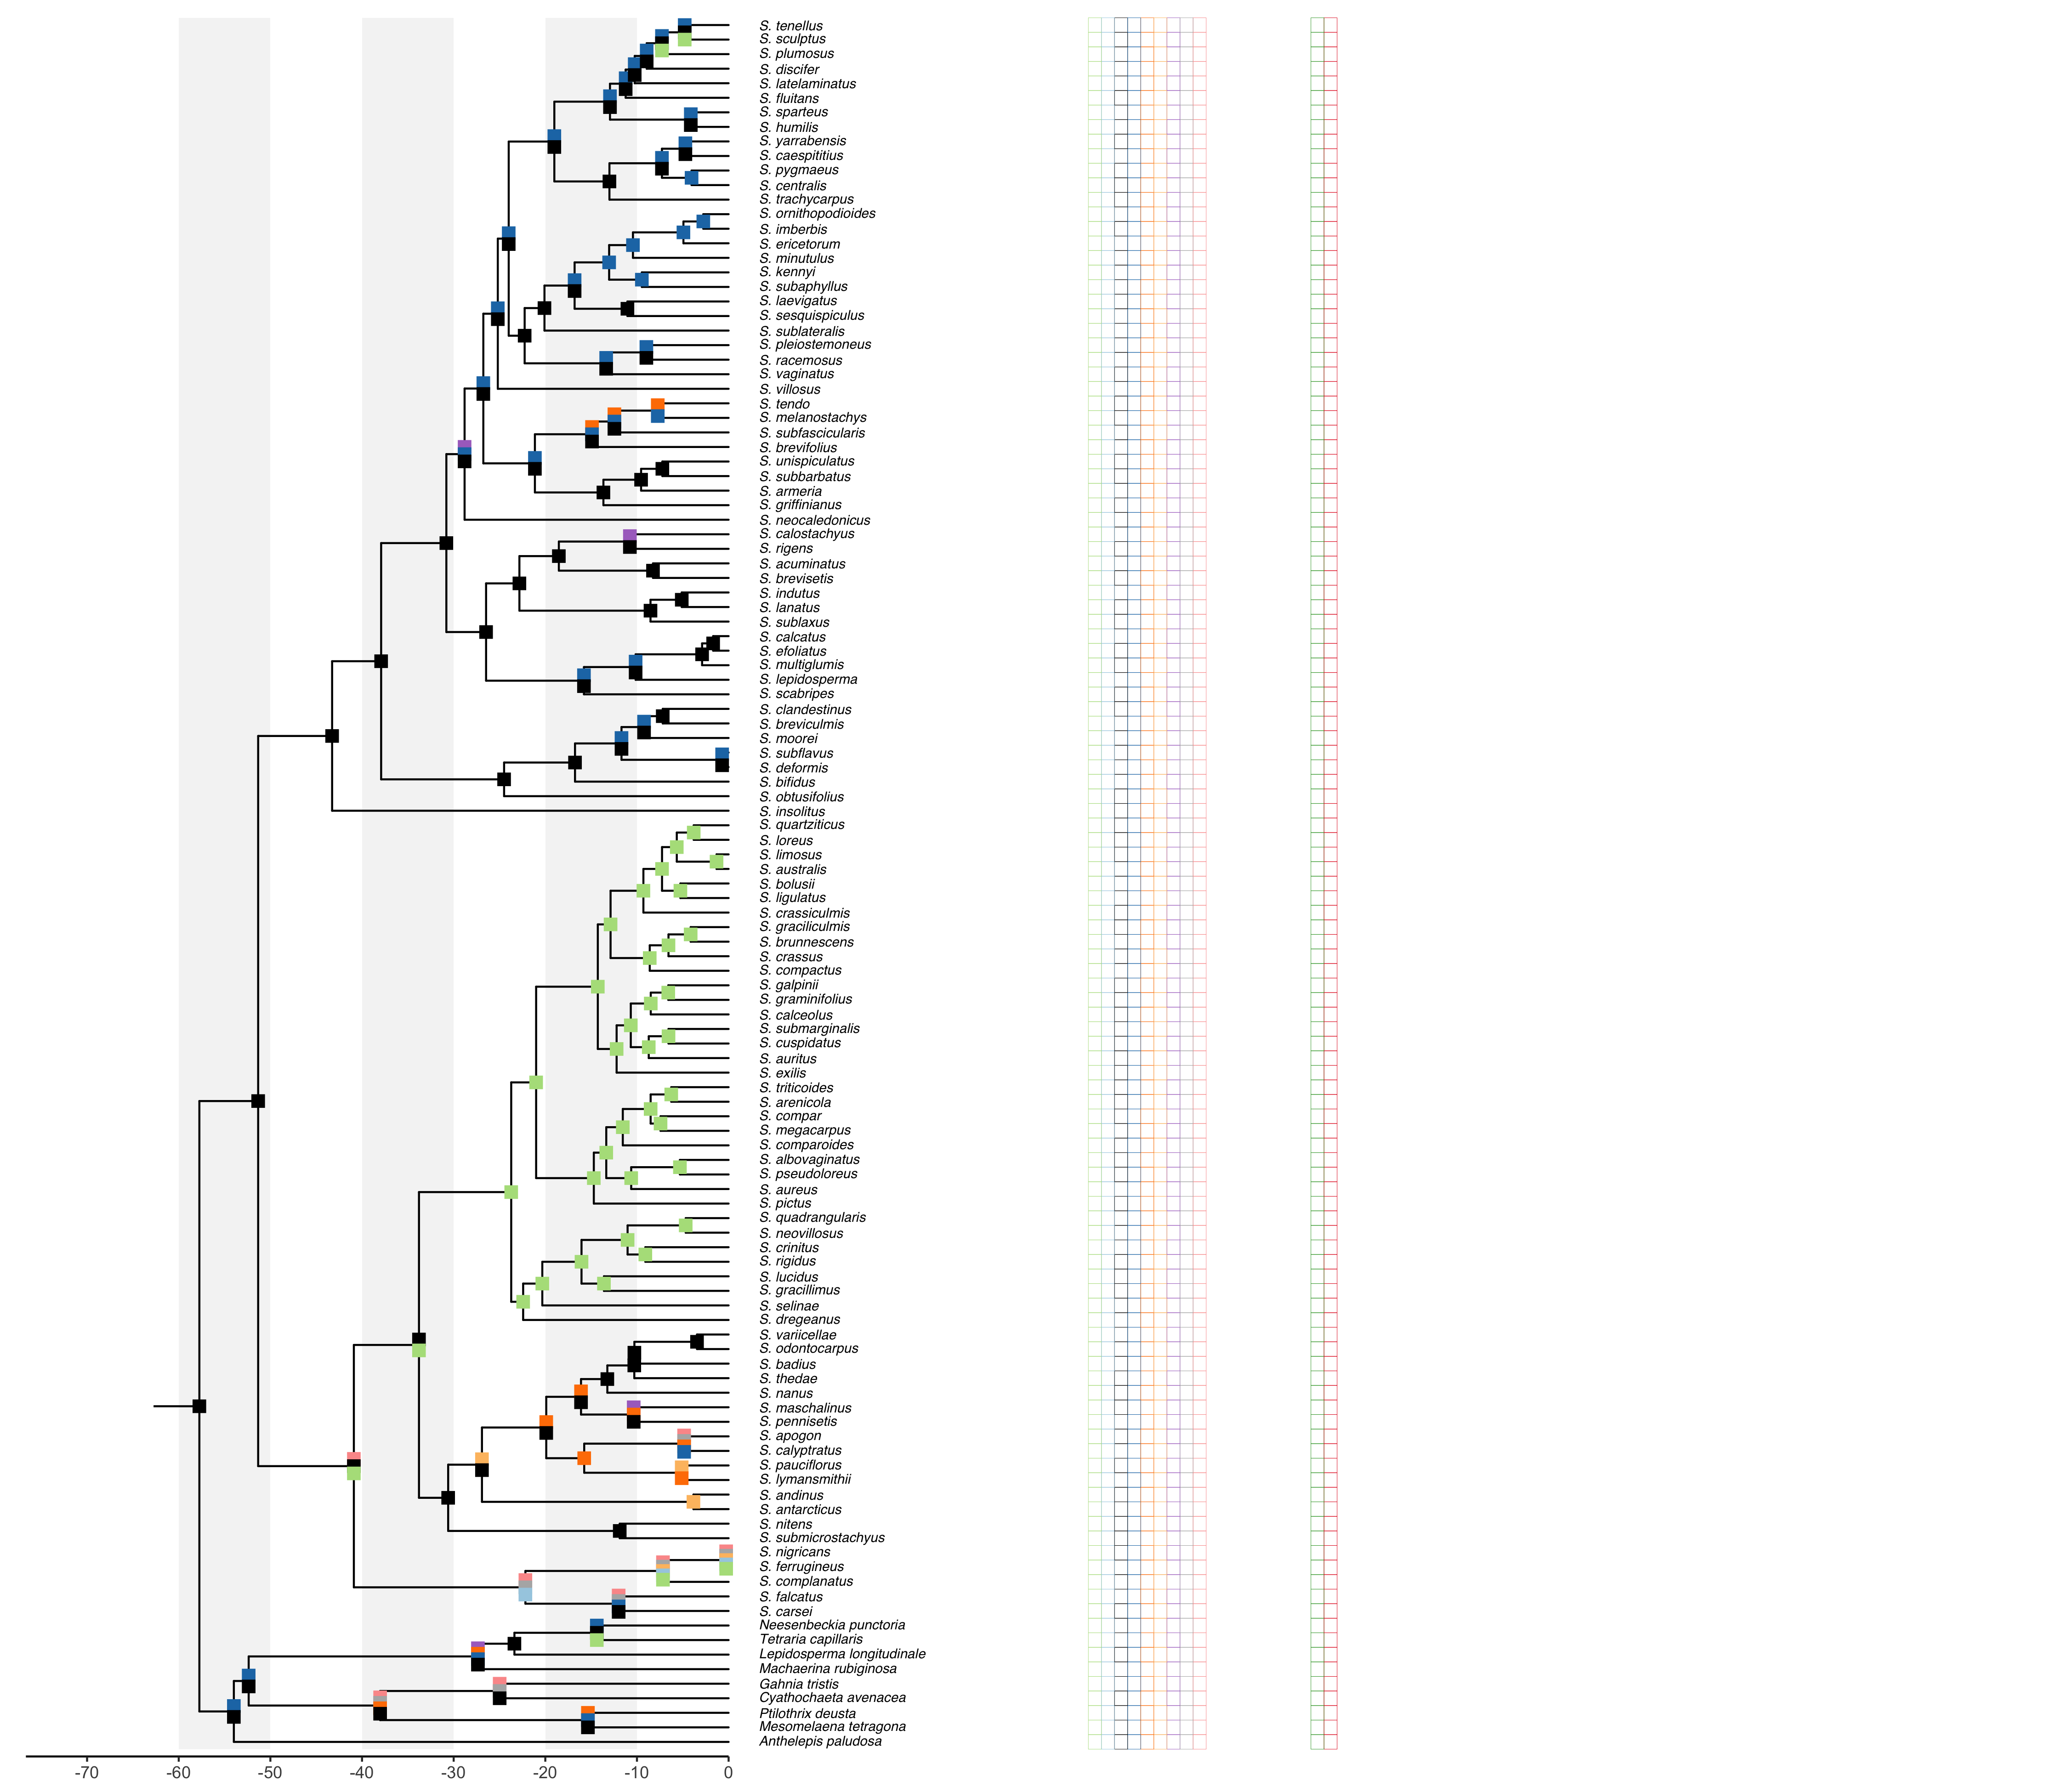 S. tenellus
S. sculptus
S. plumosus
S. discifer
S. latelaminatus
S. fluitans
S. sparteus
S. humilis
S. yarrabensis
S. caespititius
S. pygmaeus
S. centralis
S. trachycarpus
S. ornithopodioides
S. imberbis
S. ericetorum
S. minutulus
S. kennyi
S. subaphyllus
S. laevigatus
S. sesquispiculus
S. sublateralis
S. pleiostemoneus
S. racemosus
S. vaginatus
S. villosus
S. tendo
S. melanostachys
S. subfascicularis
S. brevifolius
S. unispiculatus
S. subbarbatus
S. armeria
S. griffinianus
S. neocaledonicus
S. calostachyus
S. rigens
S. acuminatus
S. brevisetis
S. indutus
S. lanatus
S. sublaxus
S. calcatus
S. efoliatus
S. multiglumis
S. lepidosperma
S. scabripes
S. clandestinus
S. breviculmis
S. moorei
S. subflavus
S. deformis
S. bifidus
S. obtusifolius
S. insolitus
S. quartziticus
S. loreus
S. limosus
S. australis
S. bolusii
S. ligulatus
S. crassiculmis
S. graciliculmis
S. brunnescens
S. crassus
S. compactus
S. galpinii
S. graminifolius
S. calceolus
S. submarginalis
S. cuspidatus
S. auritus
S. exilis
S. triticoides
S. arenicola
S. compar
S. megacarpus
S. comparoides
S. albovaginatus
S. pseudoloreus
S. aureus
S. pictus
S. quadrangularis
S. neovillosus
S. crinitus
S. rigidus
S. lucidus
S. gracillimus
S. selinae
S. dregeanus
S. variicellae
S. odontocarpus
S. badius
S. thedae
S. nanus
S. maschalinus
S. pennisetis
S. apogon
S. calyptratus
S. pauciflorus
S. lymansmithii
S. andinus
S. antarcticus
S. nitens
S. submicrostachyus
S. nigricans
S. ferrugineus
S. complanatus
S. falcatus
S. carsei
Neesenbeckia punctoria
Tetraria capillaris
Lepidosperma longitudinale
Machaerina rubiginosa
Gahnia tristis
Cyathochaeta avenacea
Ptilothrix deusta
Mesomelaena tetragona
Anthelepis paludosa
-70 -60 -50 -40 -30 -20 -10 0